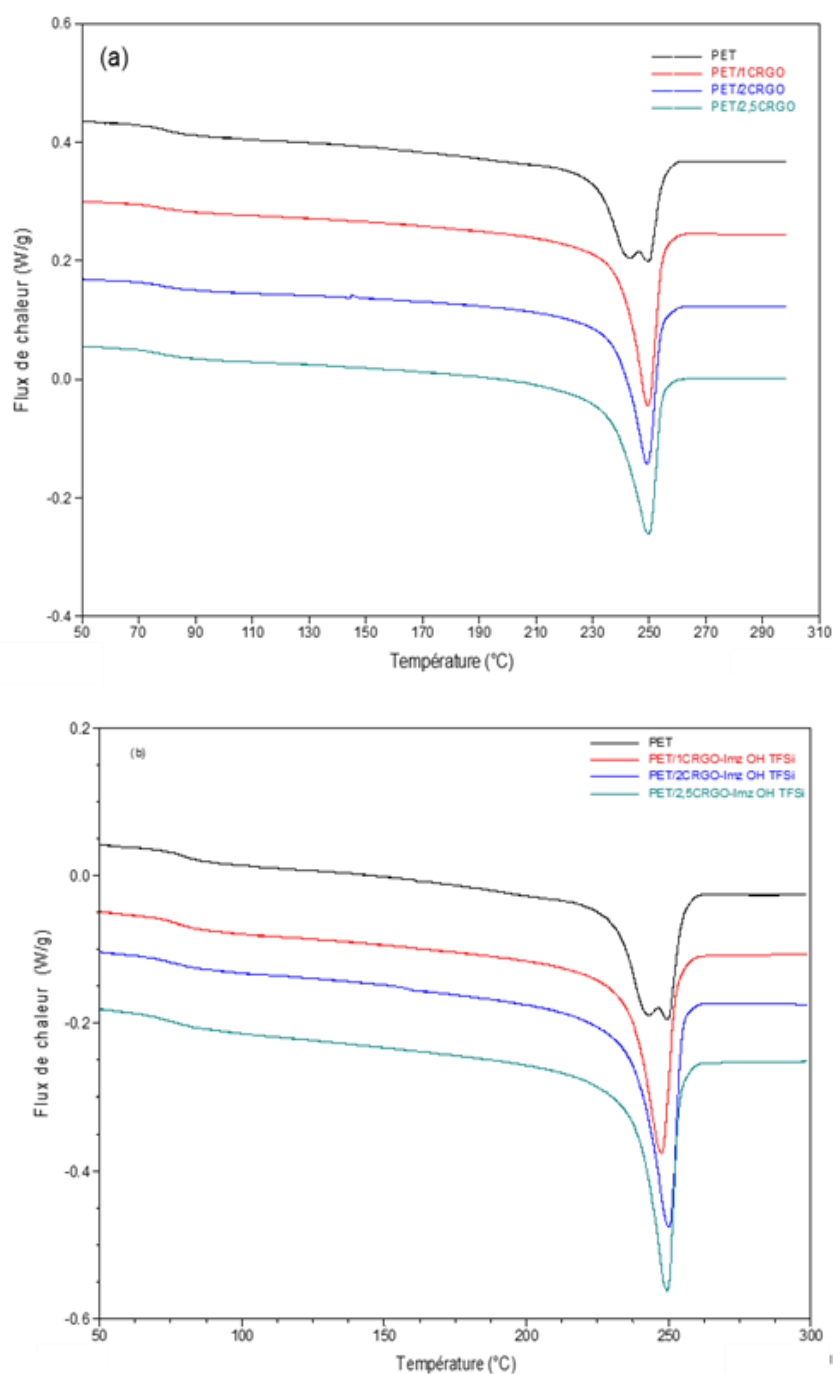 (a)
PET
PET/1CRGO
PET/2CRGO
PET/2,5CRGO
0.6
0.4
0.2
0.0
-0.2
-0.4
Flux de chaleur (W/g)
50 70 90 110 130 150 170 190 210 230 250 270 290 310
Température (°C)
(b)
PET
PET/1CRGO-Imz OH TFSi
PET/2CRGO-Imz OH TFSi
PET/2,5CRGO-Imz OH TFSi
0.2
0.0
-0.2
-0.4
-0.6
Flux de chaleur (W/g)
50 100 150 200 250 300
Température (°C)